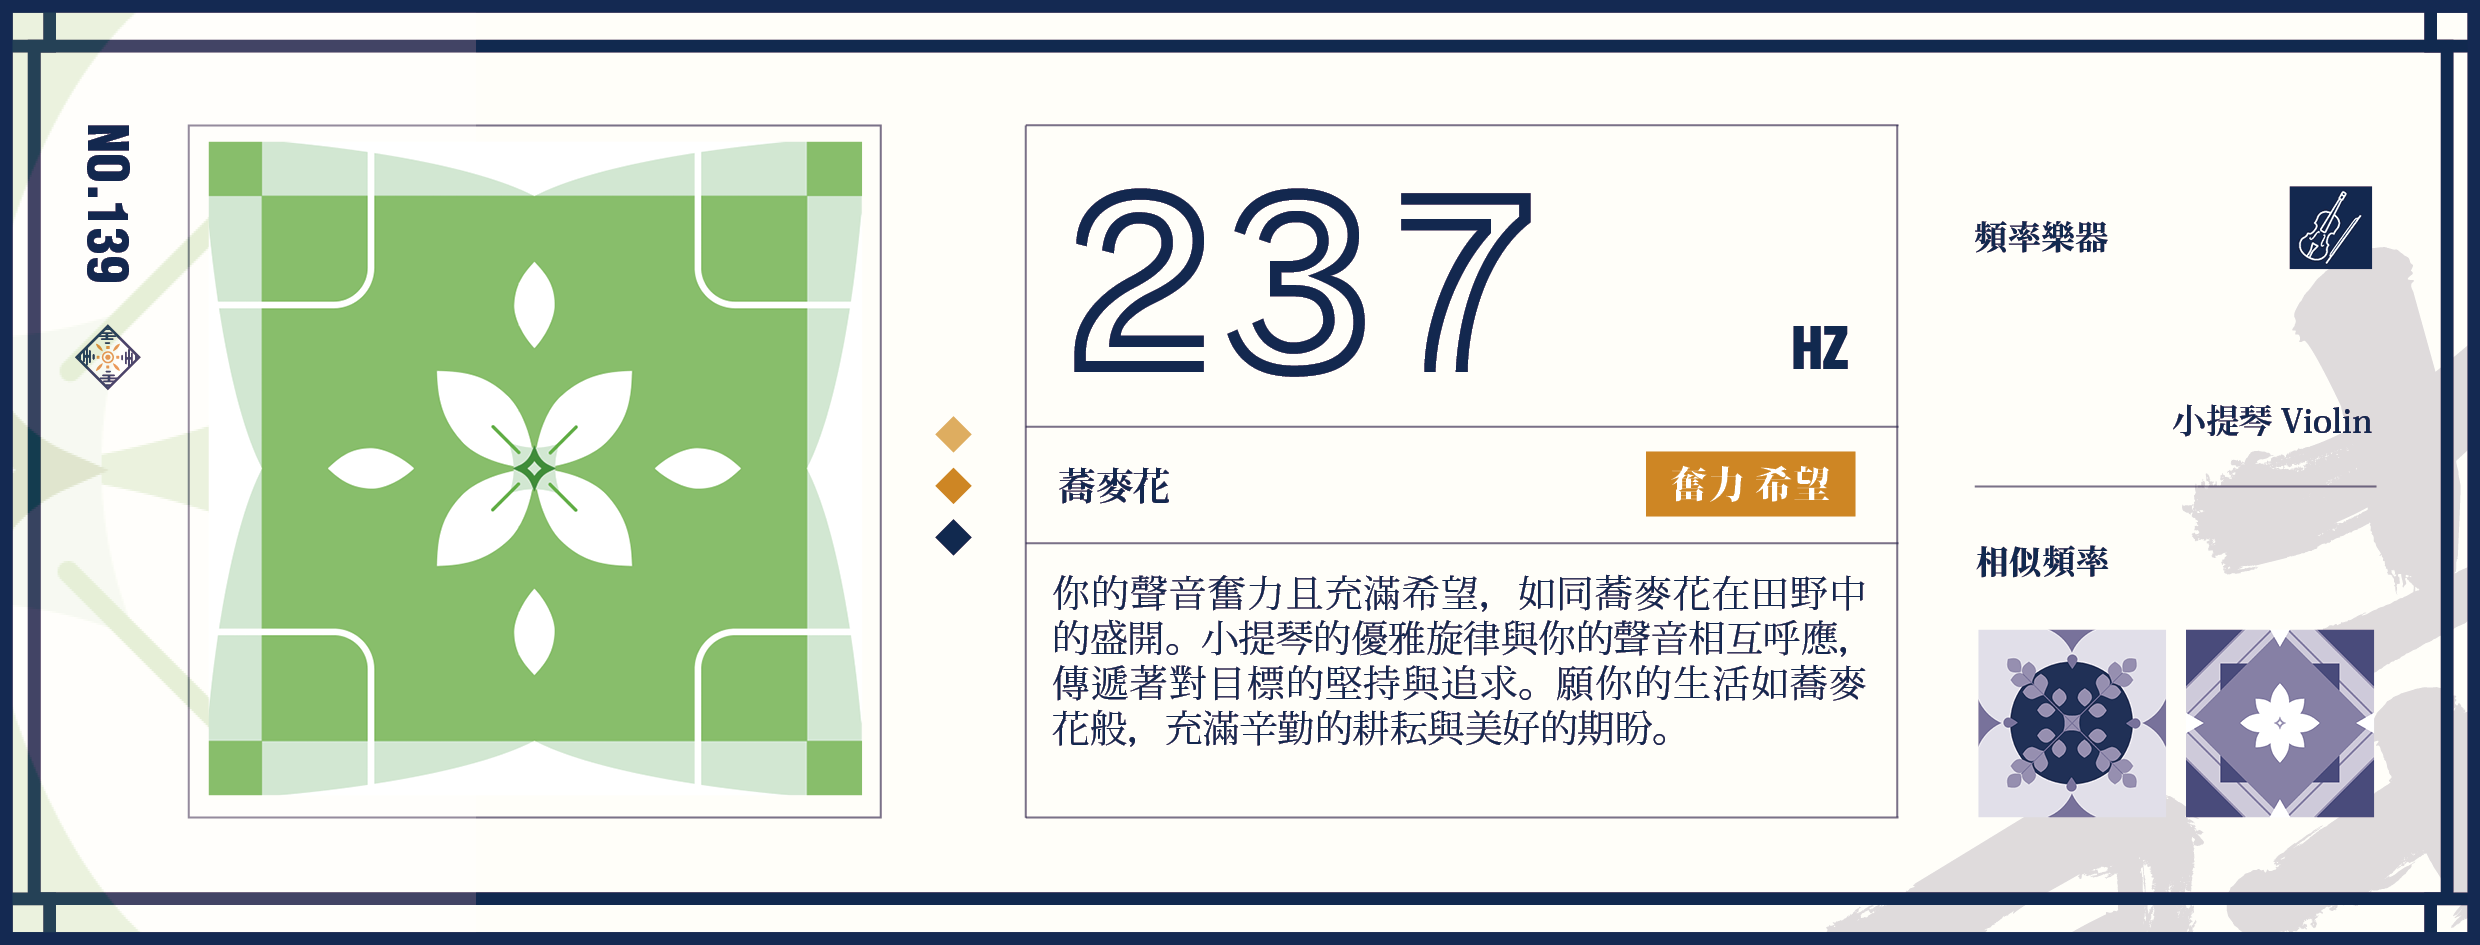 NO.139
237
HZ
蕎麥花
奮力 希望
你的聲音奮力且充滿希望，如同蕎麥花在田野中
的盛開。小提琴的優雅旋律與你的聲音相互呼應，
傳遞著對目標的堅持與追求。願你的生活如蕎麥
花般，充滿辛勤的耕耘與美好的期盼。
頻率樂器
小提琴 Violin
相似頻率